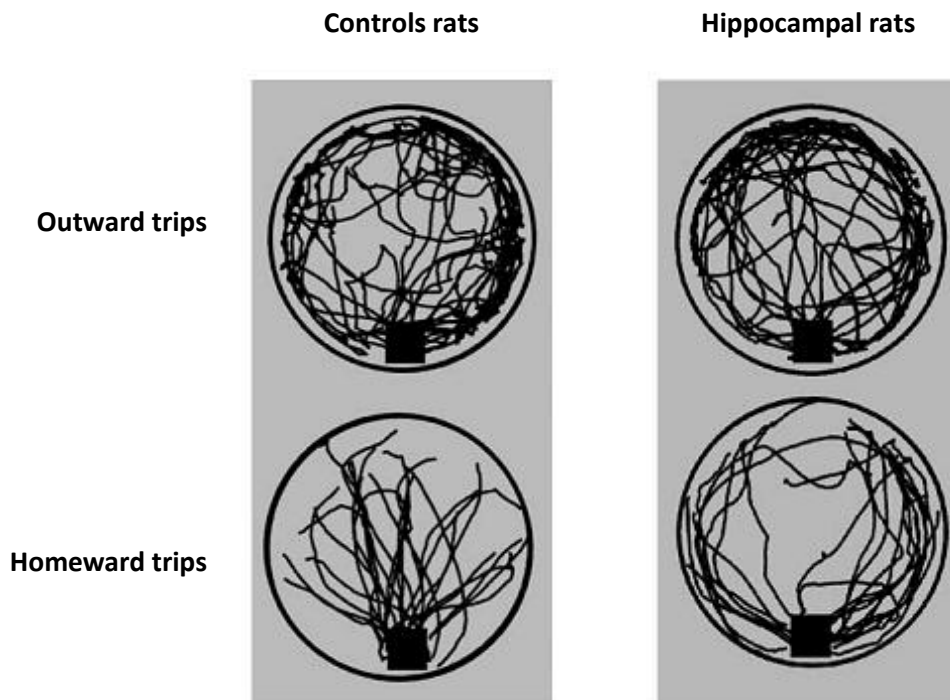 Controls rats
Hippocampal rats
Outward trips
Homeward trips